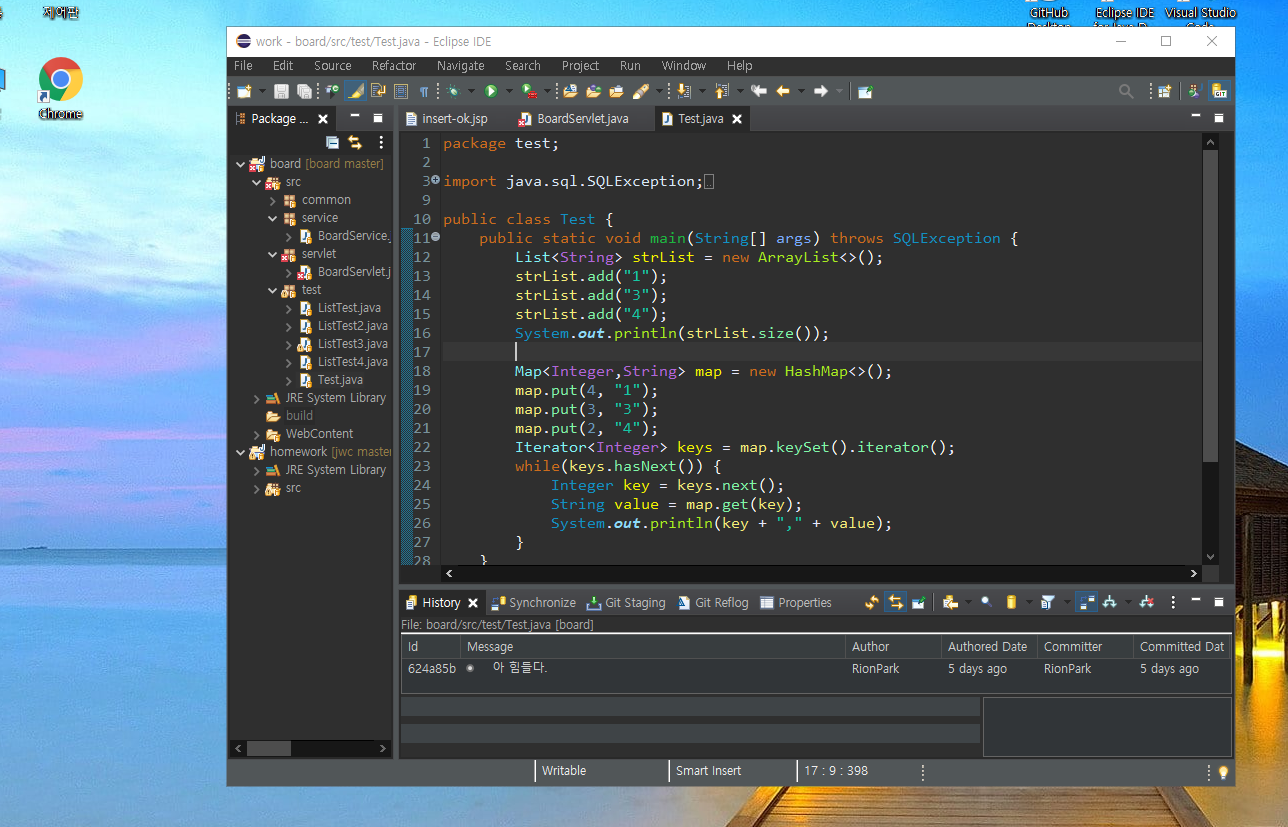 제어판
GitHub
Desktop
Eclipse IDE
for Java D...
Visual Studio
Code
Chrome
work - board/src/test/Test.java - Eclipse IDE
File Edit Source Refactor Navigate Search Project Run Window Help
Package ...
insert-ok.jsp BoardServlet.java Test.java
board [board master]
src
common
service
BoardService.
servlet
BoardServlet.j
test
ListTest.java
ListTest2.java
ListTest3.java
ListTest4.java
Test.java
JRE System Library
build
WebContent
homework [jwc master
JRE System Library
src
1 package test;
2
3 import java.sql.SQLException;
9
10 public class Test {
11 public static void main(String[] args) throws SQLException {
12 List<String> strList = new ArrayList<>();
13 strList.add("1");
14 strList.add("3");
15 strList.add("4");
16 System.out.println(strList.size());
17
18 Map<Integer,String> map = new HashMap<>();
19 map.put(4, "1");
20 map.put(3, "3");
21 map.put(2, "4");
22 Iterator<Integer> keys = map.keySet().iterator();
23 while(keys.hasNext()) {
24 Integer key = keys.next();
25 String value = map.get(key);
26 System.out.println(key + "," + value);
27 }
28 }
History Synchronize Git Staging Git Reflog Properties
File: board/src/test/Test.java [board]
Id Message Author Authored Date Committer Committed Dat
624a85b 아 힘들다. RionPark 5 days ago RionPark 5 days ago
Writable Smart Insert 17 : 9 : 398